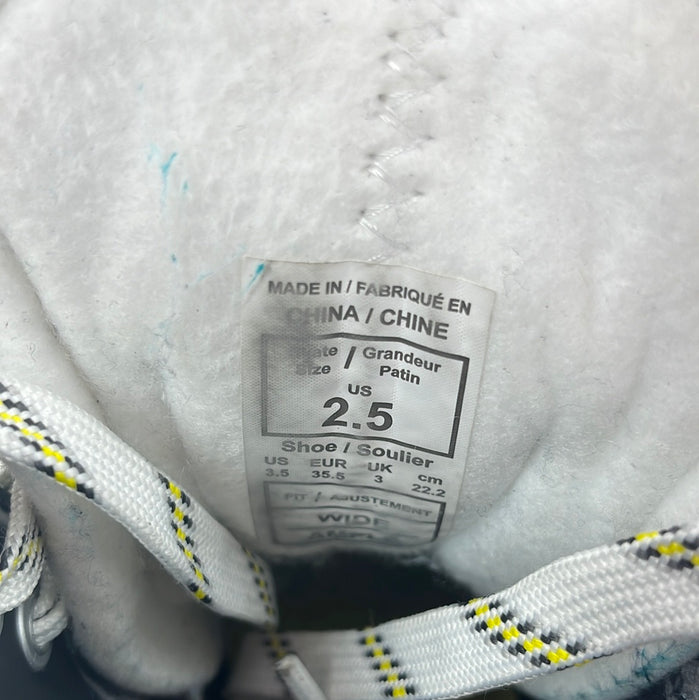 MADE IN / FABRIQUÉ EN
CHINA / CHINE
Skate / Grandeur
Size Patin
US
2.5
Shoe / Soulier
US EUR UK cm
3.5 35.5 3 22.2
FIT / AJUSTEMENT
WIDE